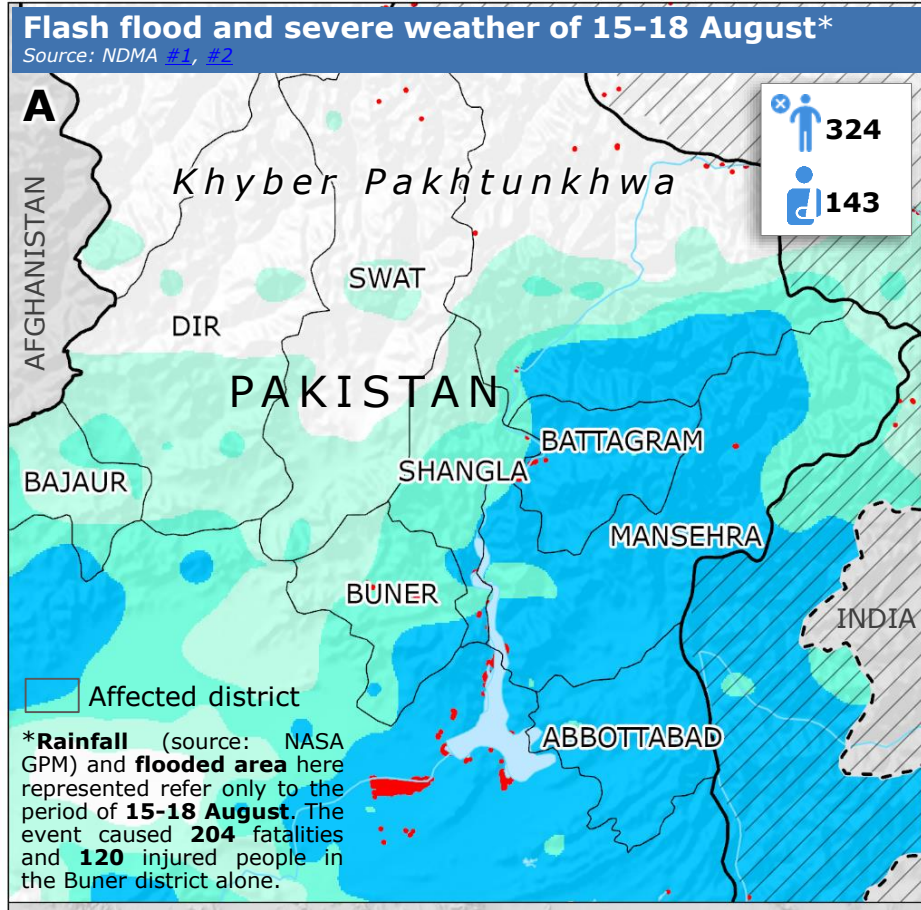 Flash flood and severe weather of 15-18 August*
Source: NDMA #1, #2
A
324
143
Khyber Pakhtunkhwa
AFGHANISTAN
SWAT
DIR
PAKISTAN
BATTAGRAM
SHANGLA
BAJAUR
MANSEHRA
BUNER
INDIA
Affected district
ABBOTTABAD
*Rainfall (source: NASA
GPM) and flooded area here
represented refer only to the
period of 15-18 August. The
event caused 204 fatalities
and 120 injured people in
the Buner district alone.